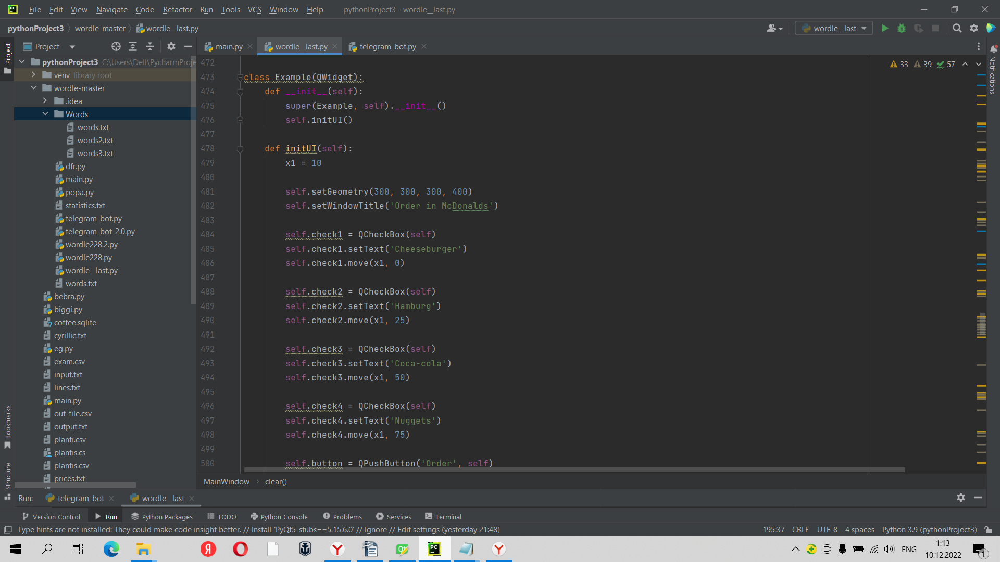 File Edit View Navigate Code Refactor Run Tools VCS Window Help pythonProject3 - wordle__last.py
pythonProject3 wordle-master wordle__last.py
wordle__last
Project
main.py
wordle__last.py
telegram_bot.py
Project
Bookmarks
Structure
Notifications
pythonProject3 C:\Users\Dell\PycharmProje
venv library root
wordle-master
.idea
Words
words.txt
words2.txt
words3.txt
dfr.py
main.py
popa.py
statistics.txt
telegram_bot.py
telegram_bot_2.0.py
wordle228.2.py
wordle228.py
wordle__last.py
words.txt
bebra.py
biggi.py
coffee.sqlite
cyrillic.txt
eg.py
exam.csv
input.txt
lines.txt
main.py
out_file.csv
output.txt
planti.csv
plantis.cs
plantis.csv
prices.txt
33 39 57
472
473 class Example(QWidget):
474 def __init__(self):
475 super(Example, self).__init__()
476 self.initUI()
477
478 def initUI(self):
479 x1 = 10
480
481 self.setGeometry(300, 300, 300, 400)
482 self.setWindowTitle('Order in McDonalds')
483
484 self.check1 = QCheckBox(self)
485 self.check1.setText('Cheeseburger')
486 self.check1.move(x1, 0)
487
488 self.check2 = QCheckBox(self)
489 self.check2.setText('Hamburg')
490 self.check2.move(x1, 25)
491
492 self.check3 = QCheckBox(self)
493 self.check3.setText('Coca-cola')
494 self.check3.move(x1, 50)
495
496 self.check4 = QCheckBox(self)
497 self.check4.setText('Nuggets')
498 self.check4.move(x1, 75)
499
500 self.button = QPushButton('Order', self)
MainWindow clear()
Run: telegram_bot wordle__last
Version Control Run Python Packages TODO Python Console Problems Services Terminal
Type hints are not installed: They could make code insight better. // Install 'PyQt5-stubs==5.15.6.0' // Ignore // Edit settings (yesterday 21:48) 195:37 CRLF UTF-8 4 spaces Python 3.9 (pythonProject3)
ENG
1:13
10.12.2022
1